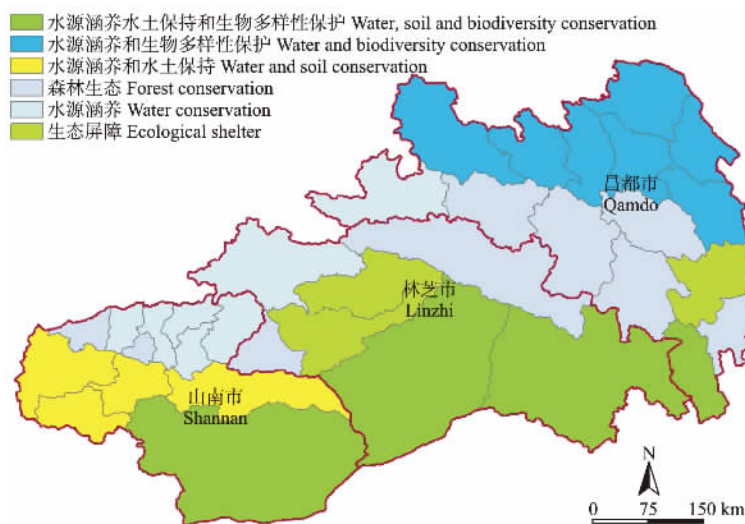 水源涵养水土保持和生物多样性保护 Water, soil and biodiversity conservation
水源涵养和生物多样性保护 Water and biodiversity conservation
水源涵养和水土保持 Water and soil conservation
森林生态 Forest conservation
水源涵养 Water conservation
生态屏障 Ecological shelter
昌都市
Qamdo
林芝市
Linzhi
山南市
Shannan
N
0 75 150 km